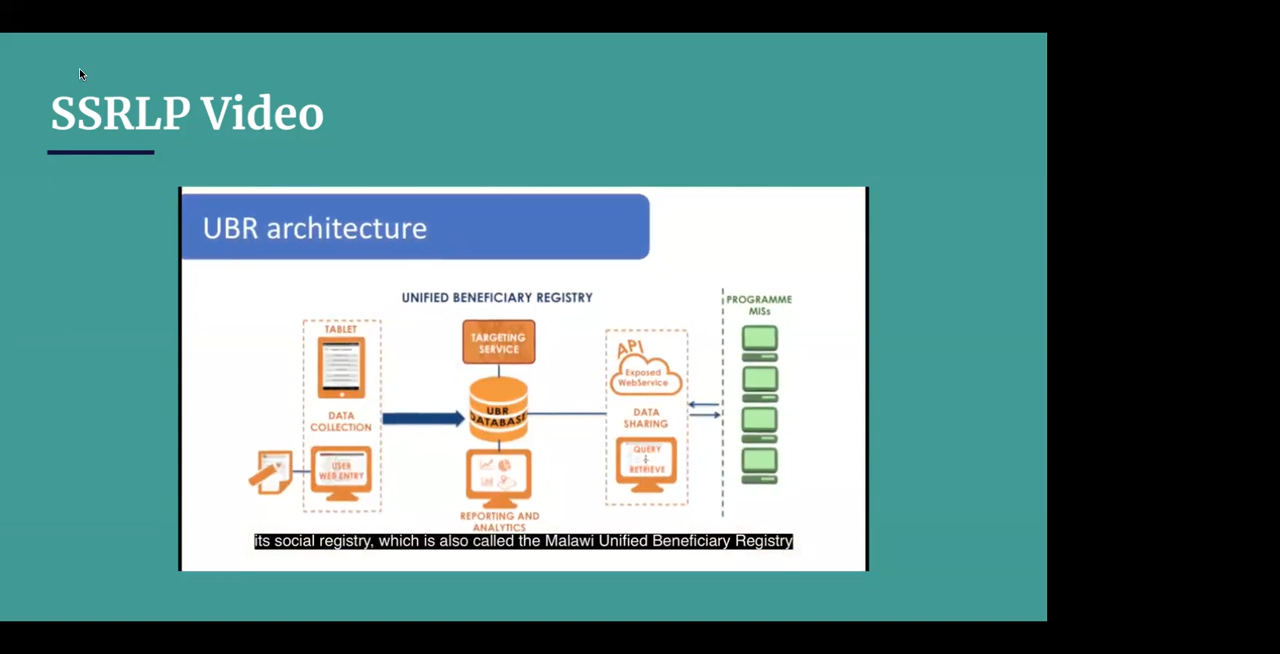 SSRLP Video
UBR architecture
UNIFIED BENEFICIARY REGISTRY
TABLET
DATA
COLLECTION
USER
WEB ENTRY
TARGETING
SERVICE
UBR
DATABASE
REPORTING AND
ANALYTICS
API
Exposed
WebService
DATA
SHARING
QUERY
RETRIEVE
PROGRAMME
MISs
its social registry, which is also called the Malawi Unified Beneficiary Registry